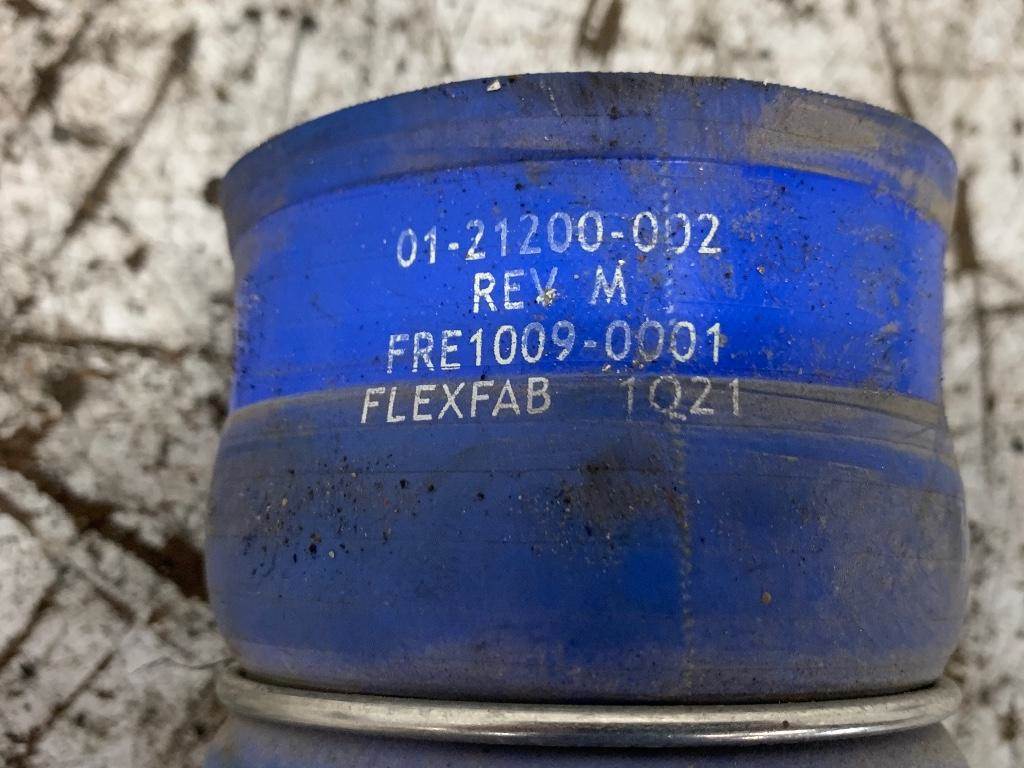 01-21200-002
REV M
FRE1009-0001
FLEXFAB 1Q21